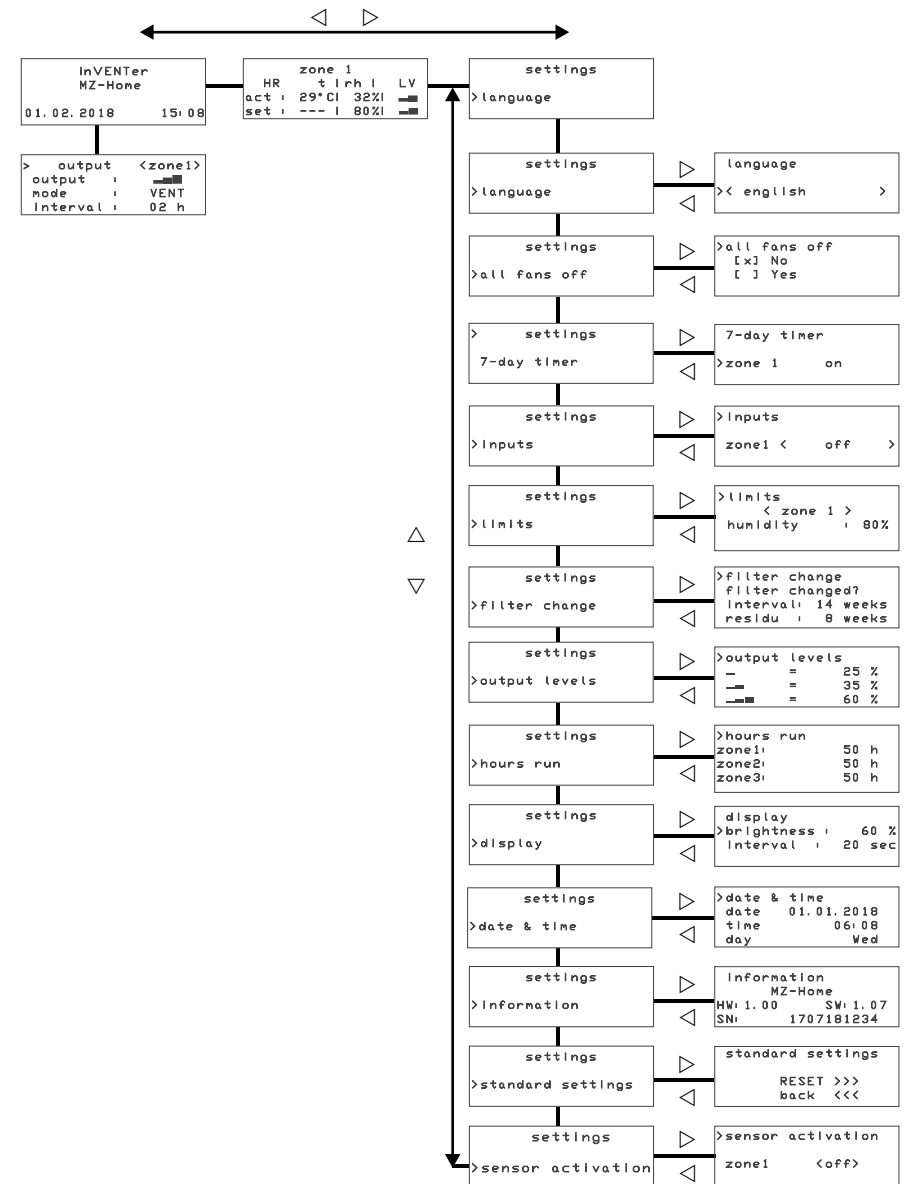 inVENTer
MZ-Home
01.02.2018 15:08
zone 1
HR t |rh | LV
act : 29°C| 32%|
set : --- | 80%|
settings
>language
> output <zone1>
output :
mode : VENT
interval : 02 h
settings
>language
language
>< english >
settings
>all fans off
>all fans off
[x] No
[ ] Yes
> settings
7-day timer
7-day timer
>zone 1 on
settings
>inputs
>inputs
zone1 < off >
settings
>limits
>limits
< zone 1 >
humidity : 80%
settings
>filter change
>filter change
filter changed?
interval: 14 weeks
residu : 8 weeks
settings
>output levels
>output levels
= 25 %
= 35 %
= 60 %
settings
>hours run
>hours run
zone1: 50 h
zone2: 50 h
zone3: 50 h
settings
>display
display
>brightness : 60 %
interval : 20 sec
settings
>date & time
>date & time
date 01.01.2018
time 06:08
day Wed
settings
>information
information
MZ-Home
HW:1.00 SW:1.07
SN: 1707181234
settings
>standard settings
standard settings
RESET >>>
back <<<
settings
>sensor activation
>sensor activation
zone1 <off>